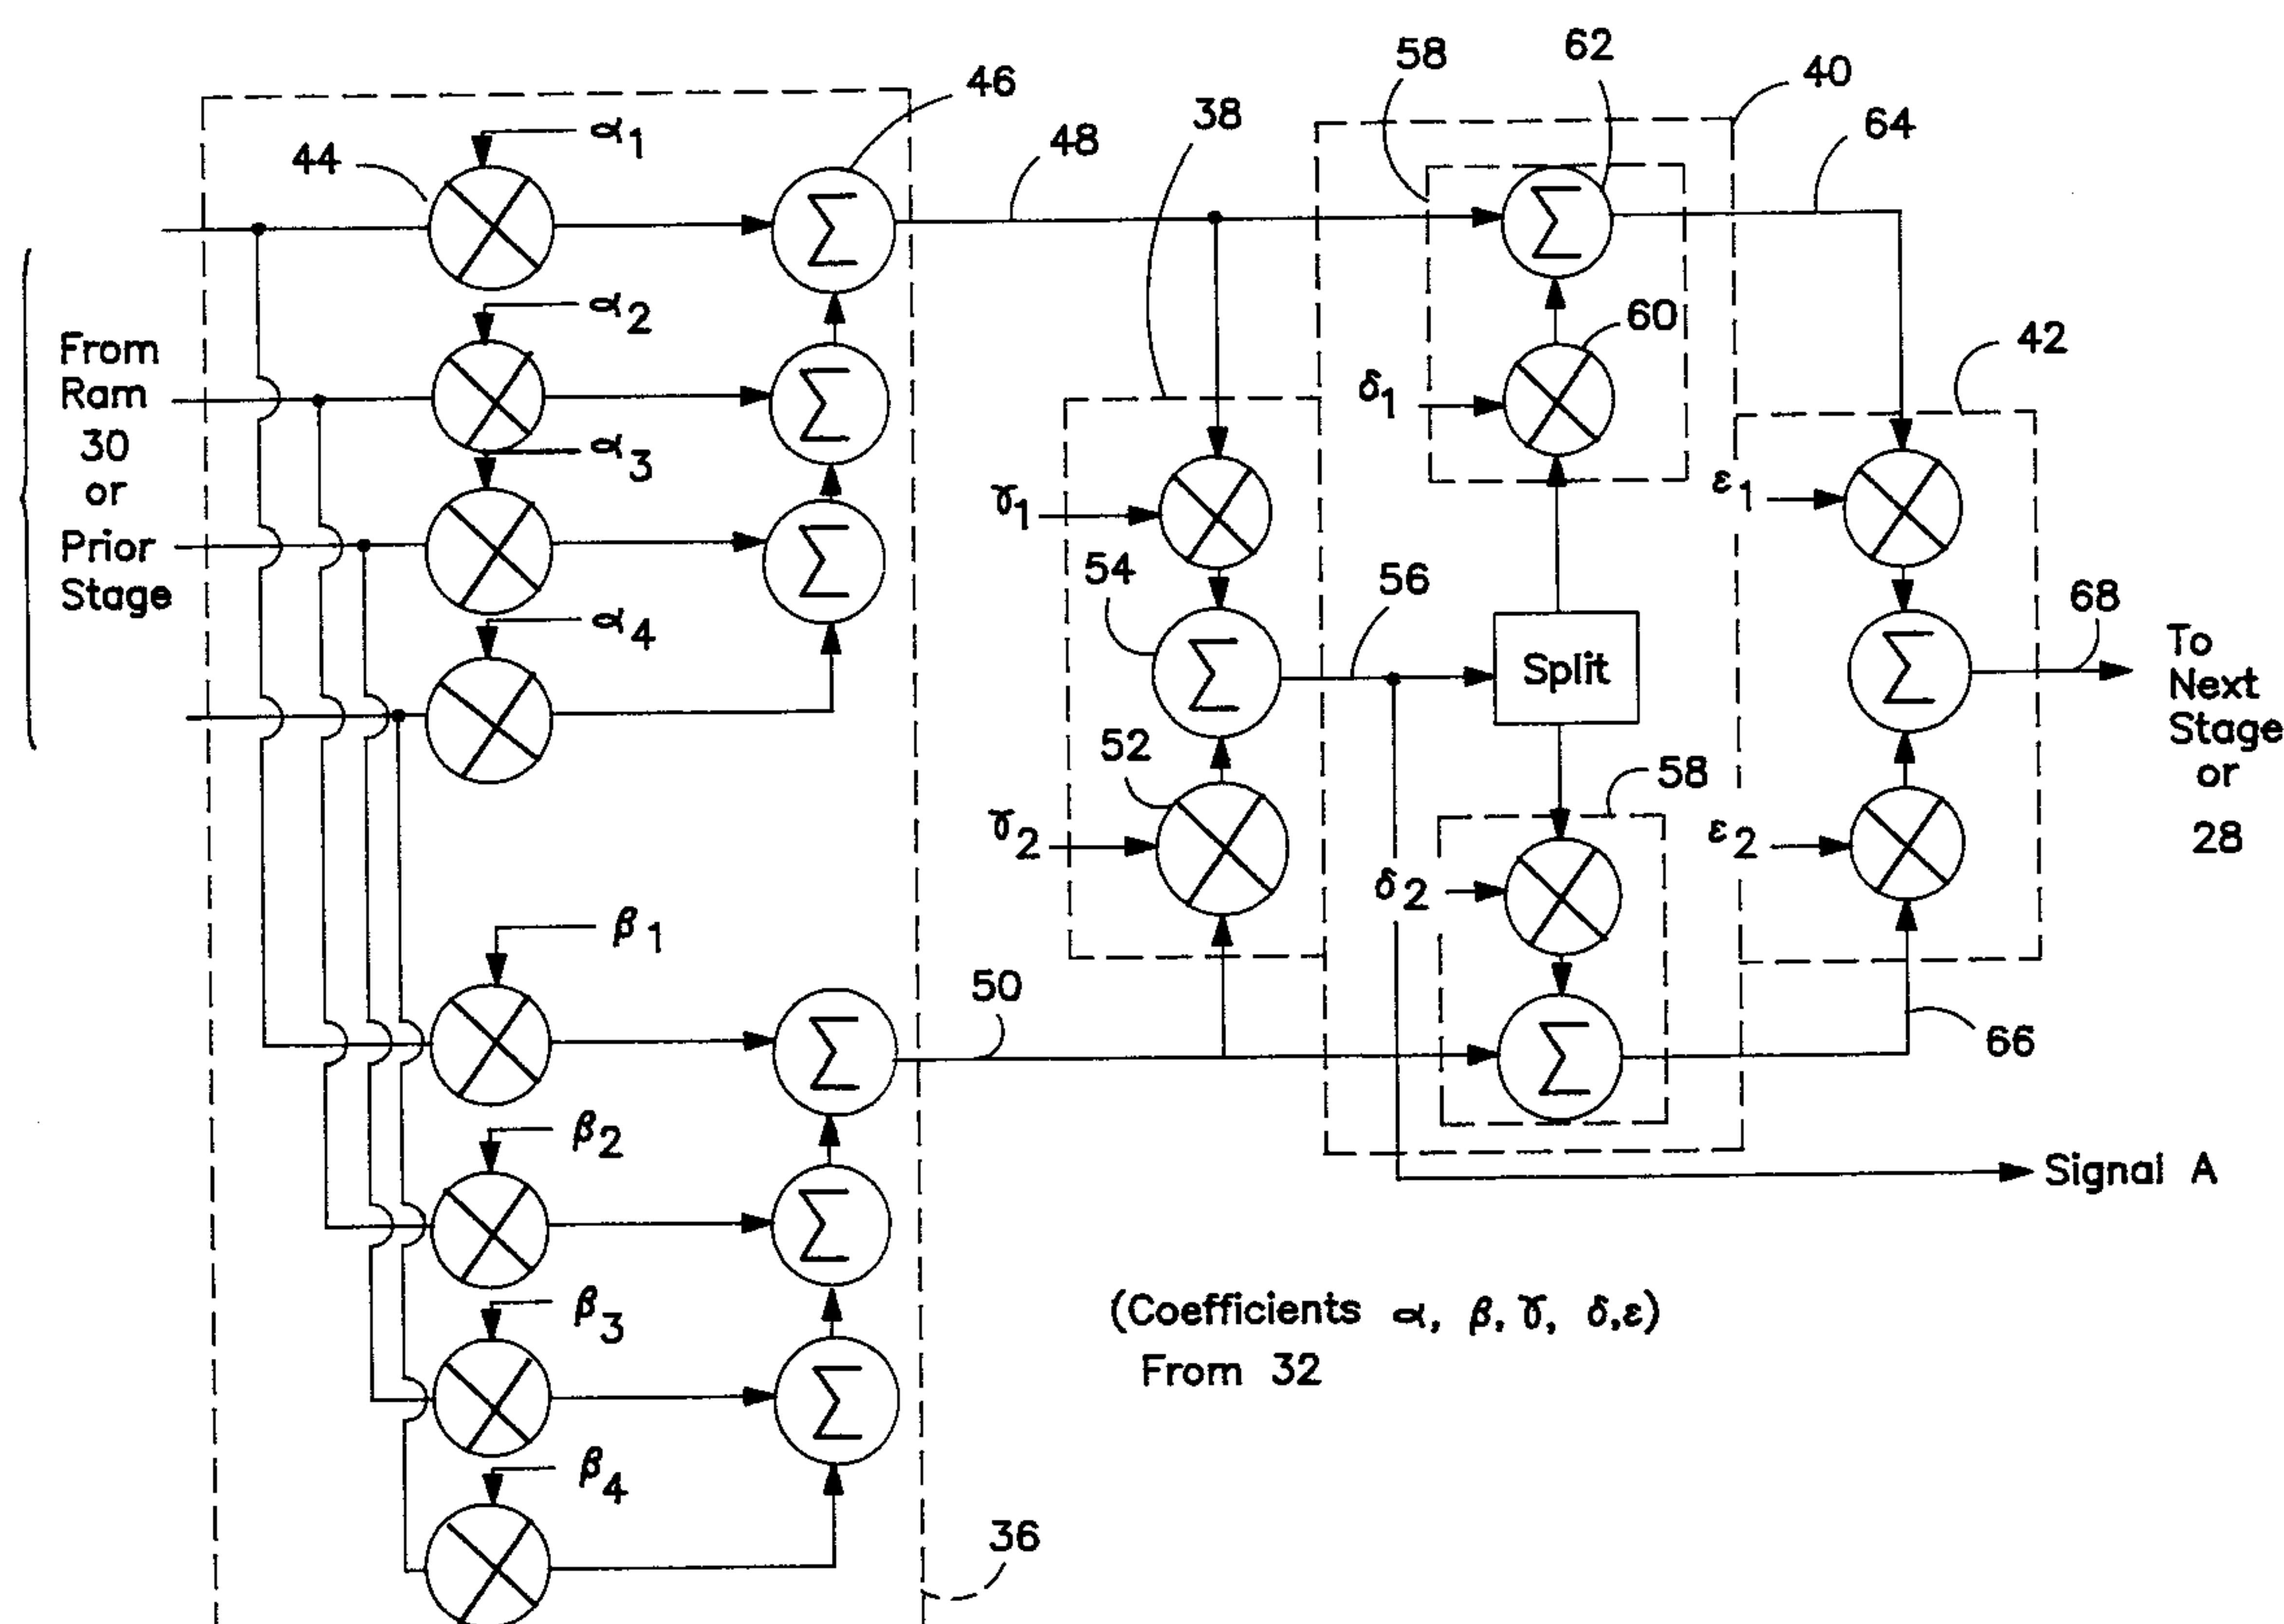 46
58
62
40
38
48
64
44
α1
α2
α3
α4
From
Ram
30
or
Prior
Stage
60
δ1
42
γ1
ε1
54
56
Split
68
To
Next
Stage
or
28
52
γ2
58
δ2
ε2
β1
50
66
β2
Signal A
β3
(Coefficients α, β, γ, δ,ε)
From 32
β4
36